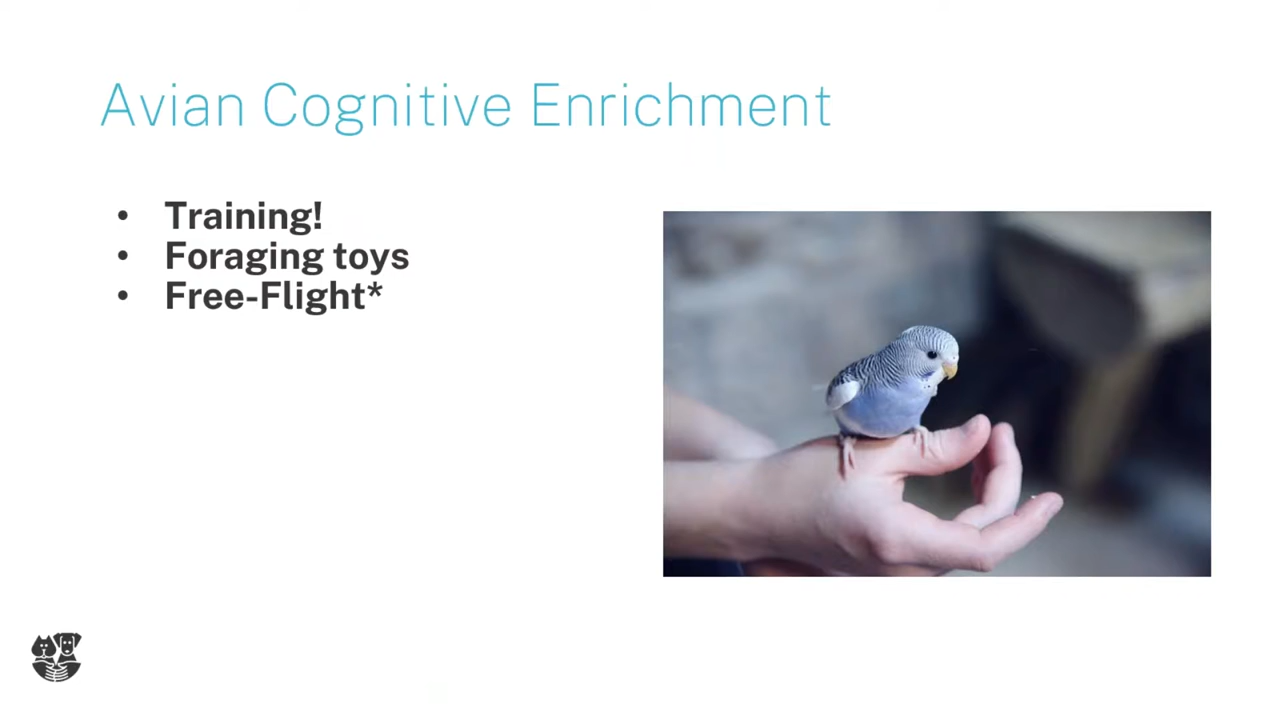 Avian Cognitive Enrichment
• Training!
• Foraging toys
• Free-Flight*